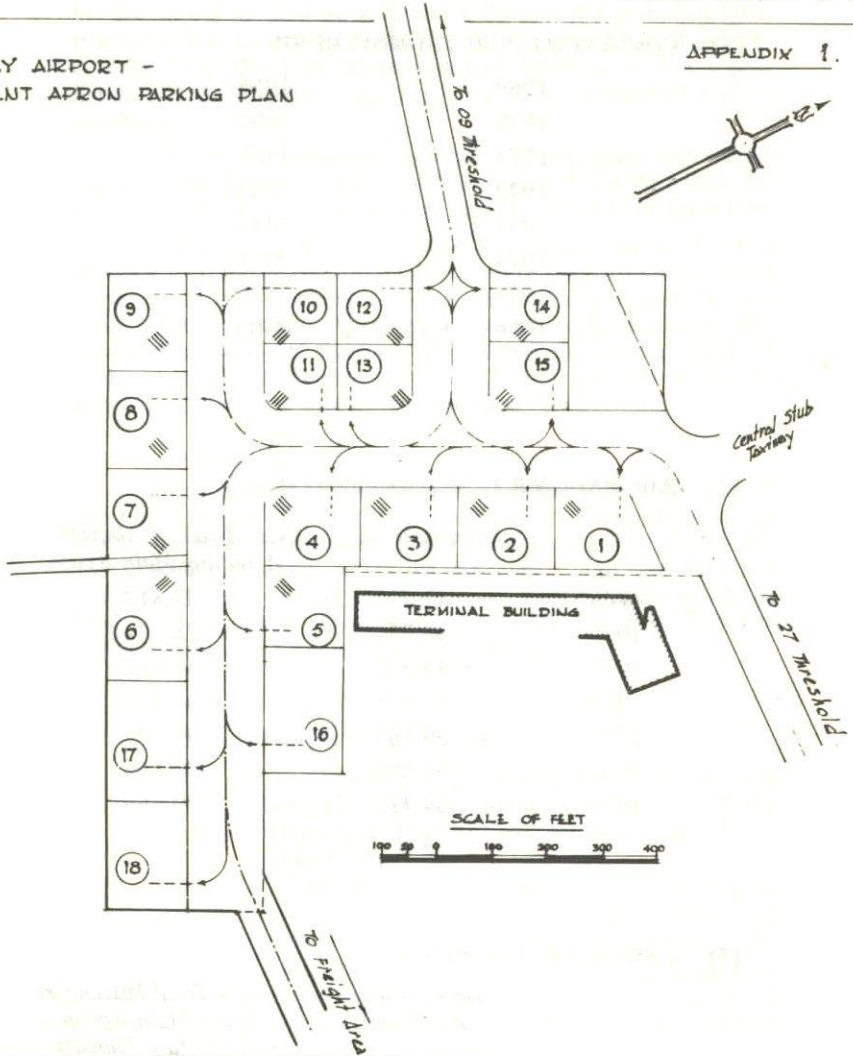 Y AIRPORT -
NT APRON PARKING PLAN
APPENDIX 1.
N
To 09 Threshold
9
10
12
14
11
13
15
8
Central Stub
Taxiway
7
4
3
2
1
TERMINAL BUILDING
6
5
To 27 Threshold
16
17
SCALE OF FEET
100 50 0 100 200 300 400
18
To Freight Area